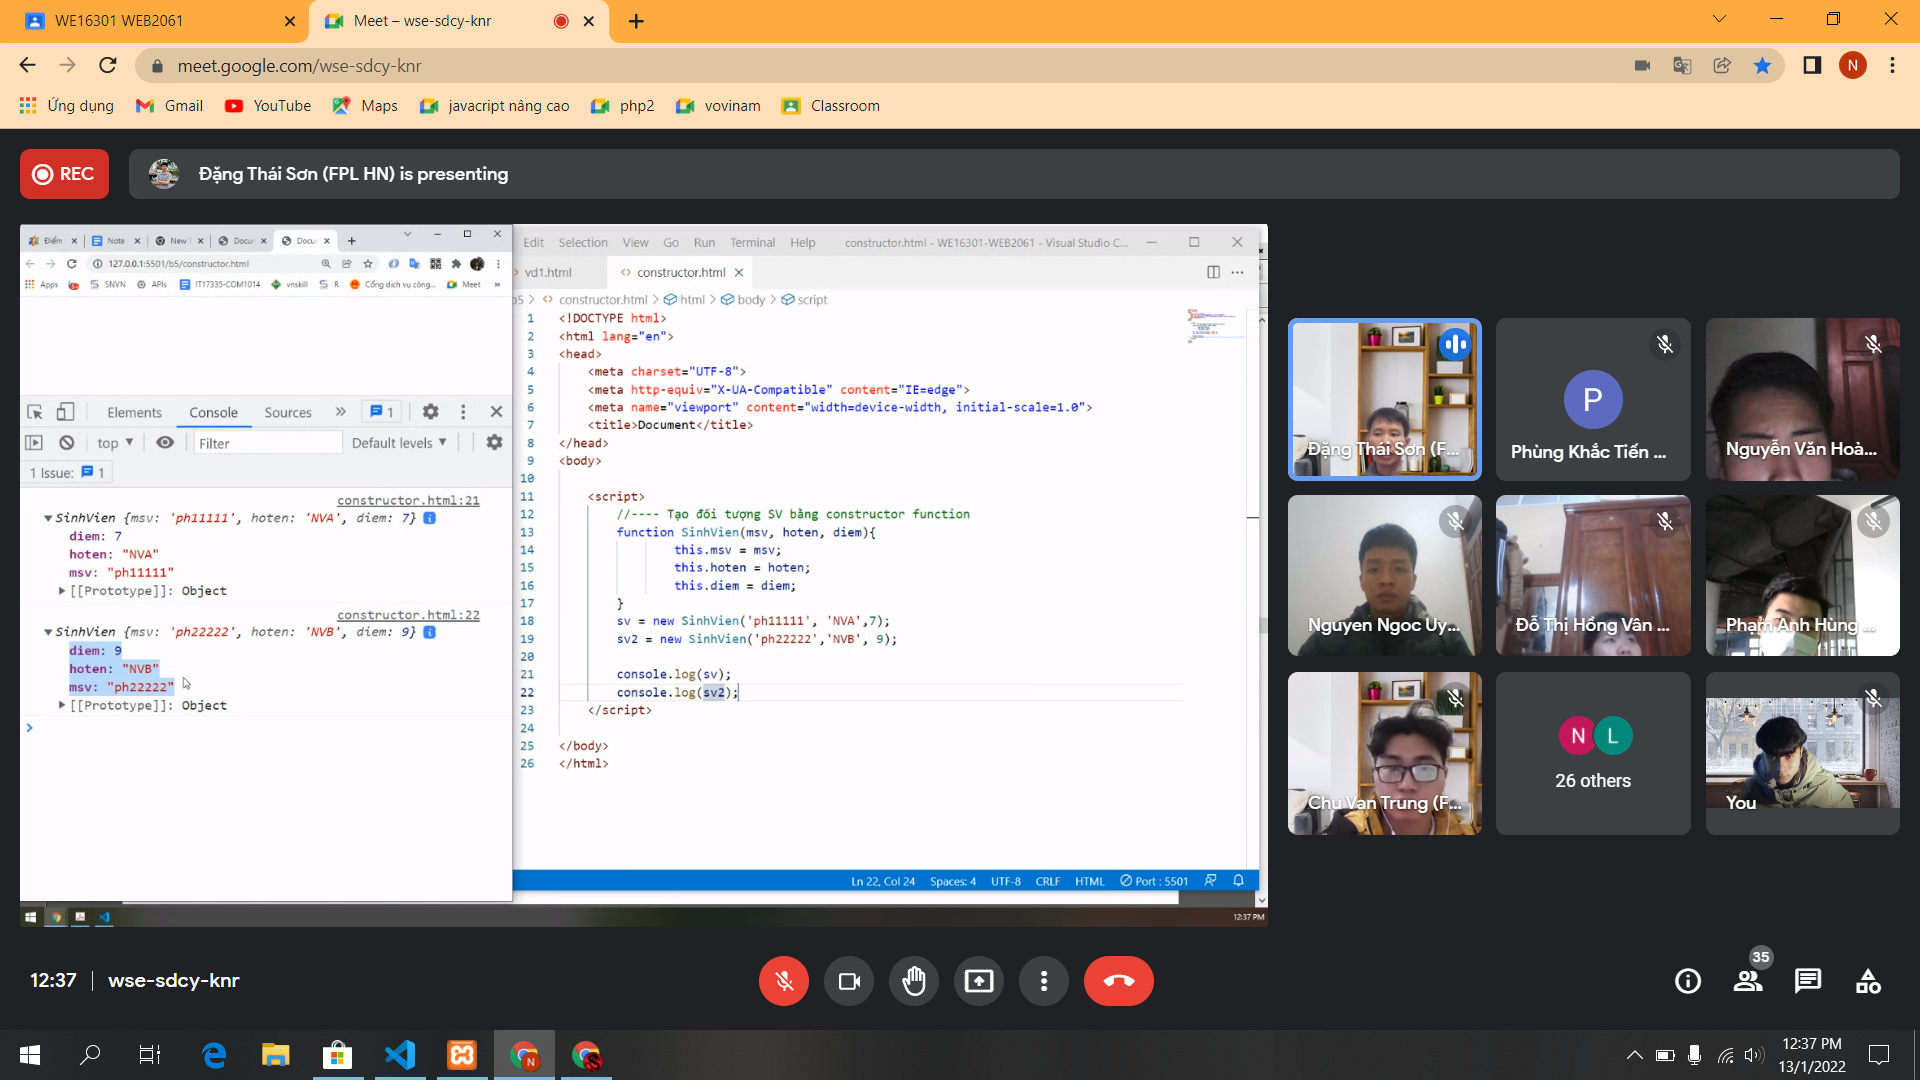 WE16301 WEB2061
Meet – wse-sdcy-knr
meet.google.com/wse-sdcy-knr
N
Ứng dụng
Gmail
YouTube
Maps
javacript nâng cao
php2
vovinam
Classroom
REC
Đặng Thái Sơn (FPL HN) is presenting
Điểm
Note
New T
Docu
Docu
127.0.0.1:5501/b5/constructor.html
Apps
SNVN
APIs
IT17335-COM1014
vnskill
R
Cổng dịch vụ công...
Meet
»
Elements
Console
Sources
»
1
top
Filter
Default levels
1 Issue: 1
constructor.html:21
SinhVien {msv: 'ph11111', hoten: 'NVA', diem: 7}
diem: 7
hoten: "NVA"
msv: "ph11111"
[[Prototype]]: Object
constructor.html:22
SinhVien {msv: 'ph22222', hoten: 'NVB', diem: 9}
diem: 9
hoten: "NVB"
msv: "ph22222"
[[Prototype]]: Object
>
Edit Selection View Go Run Terminal Help constructor.html - WE16301-WEB2061 - Visual Studio C...
vd1.html
constructor.html
b5 > constructor.html > html > body > script
1 <!DOCTYPE html>
2 <html lang="en">
3 <head>
4 <meta charset="UTF-8">
5 <meta http-equiv="X-UA-Compatible" content="IE=edge">
6 <meta name="viewport" content="width=device-width, initial-scale=1.0">
7 <title>Document</title>
8 </head>
9 <body>
10
11 <script>
12 //---- Tạo đối tượng SV bằng constructor function
13 function SinhVien(msv, hoten, diem){
14 this.msv = msv;
15 this.hoten = hoten;
16 this.diem = diem;
17 }
18 sv = new SinhVien('ph11111', 'NVA',7);
19 sv2 = new SinhVien('ph22222','NVB', 9);
20
21 console.log(sv);
22 console.log(sv2);
23 </script>
24
25 </body>
26 </html>
Ln 22, Col 24 Spaces: 4 UTF-8 CRLF HTML Port : 5501
12:37 PM
Đặng Thái Sơn (F...
P
Phùng Khắc Tiến ...
Nguyễn Văn Hoà...
Nguyen Ngoc Uy...
Đỗ Thị Hồng Vân ...
Phạm Anh Hùng ...
Chu Van Trung (F...
N L
26 others
You
12:37
wse-sdcy-knr
35
12:37 PM
13/1/2022